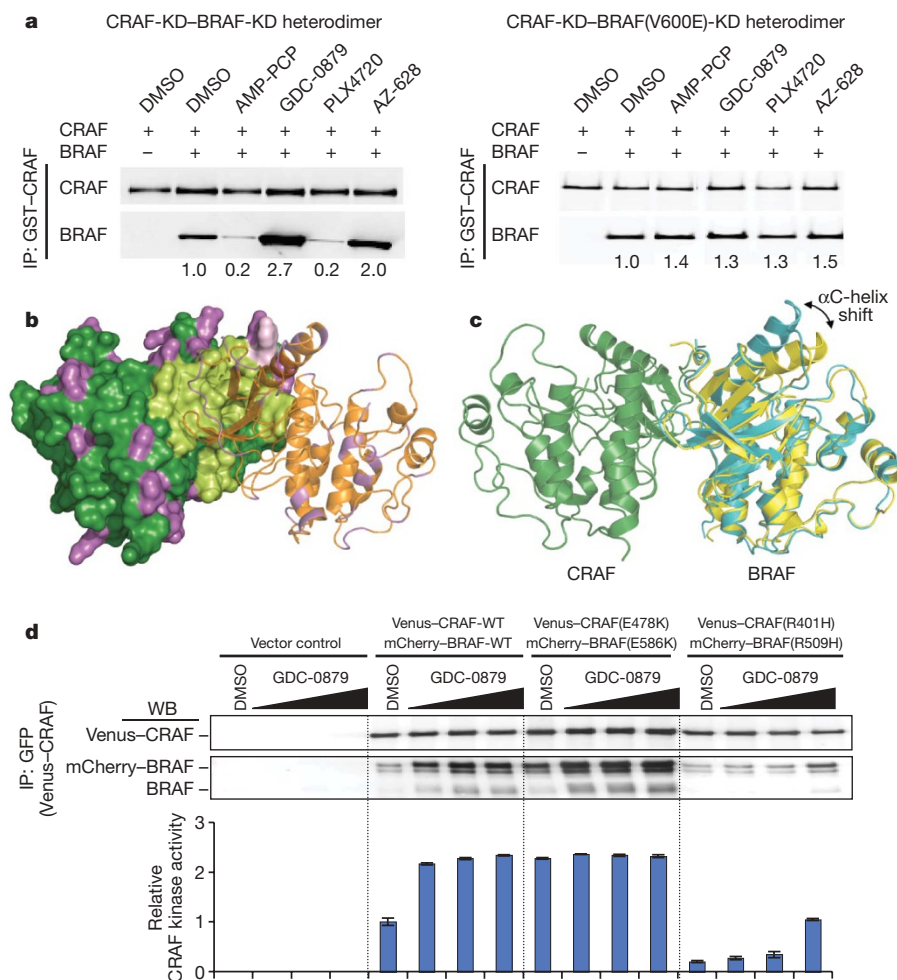 a
CRAF-KD–BRAF-KD heterodimer
DMSO
DMSO
AMP-PCP
GDC-0879
PLX4720
AZ-628
CRAF + + + + + +
BRAF – + + + + +
IP: GST–CRAF
CRAF
BRAF
1.0 0.2 2.7 0.2 2.0
CRAF-KD–BRAF(V600E)-KD heterodimer
DMSO
DMSO
AMP-PCP
GDC-0879
PLX4720
AZ-628
CRAF + + + + + +
BRAF – + + + + +
IP: GST–CRAF
CRAF
BRAF
1.0 1.4 1.3 1.3 1.5
b
c
αC-helix
shift
CRAF
BRAF
d
Vector control
Venus–CRAF-WT
mCherry–BRAF-WT
Venus–CRAF(E478K)
mCherry–BRAF(E586K)
Venus–CRAF(R401H)
mCherry–BRAF(R509H)
DMSO
GDC-0879
DMSO
GDC-0879
DMSO
GDC-0879
DMSO
GDC-0879
WB
IP: GFP
(Venus–CRAF)
Venus–CRAF –
mCherry–BRAF –
BRAF –
Relative
CRAF kinase activity
3
2
1
0